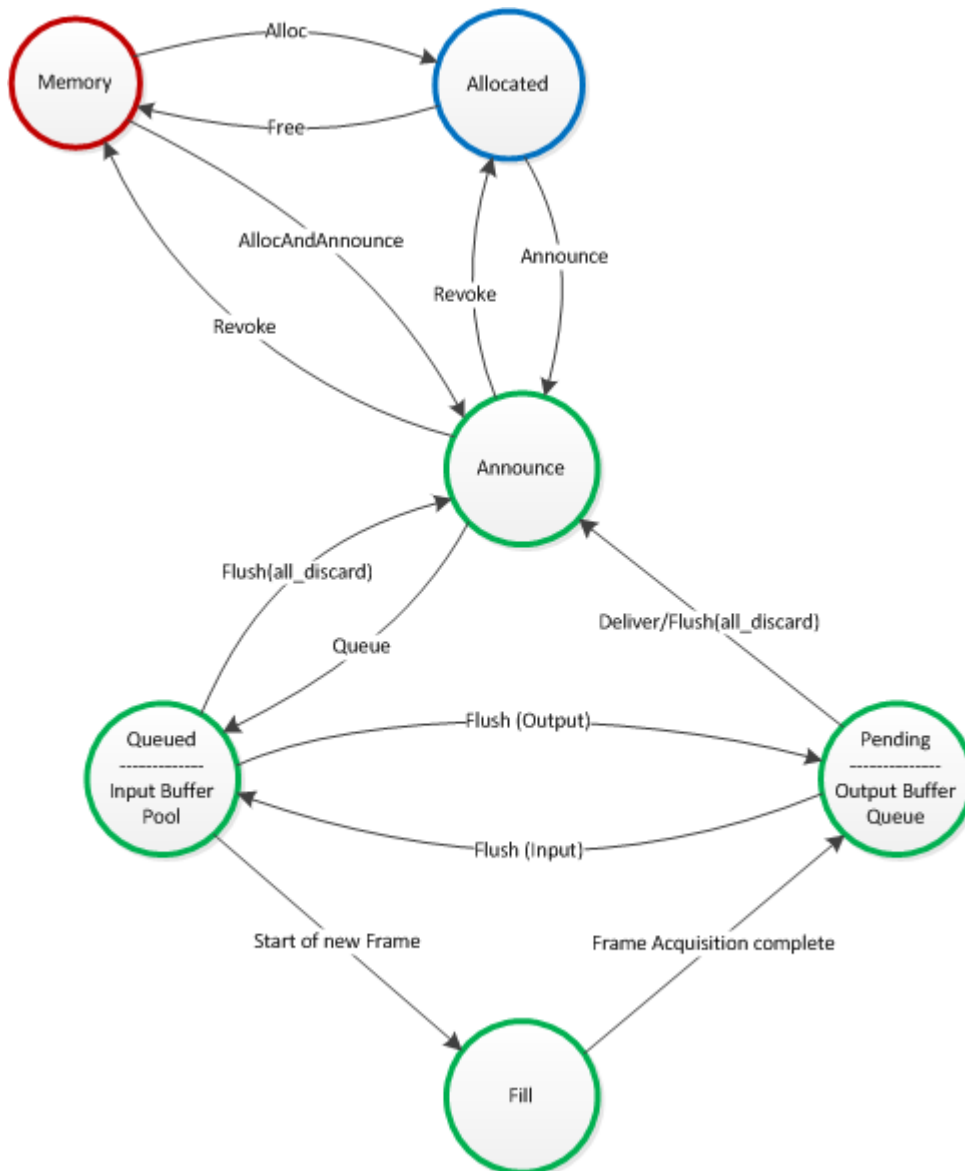 Alloc
Memory
Allocated
Free
AllocAndAnnounce
Announce
Revoke
Revoke
Announce
Flush(all_discard)
Deliver/Flush(all_discard)
Queue
Flush (Output)
Queued
--------------
Input Buffer
Pool
Pending
---------------
Output Buffer
Queue
Flush (Input)
Start of new Frame
Frame Acquisition complete
Fill